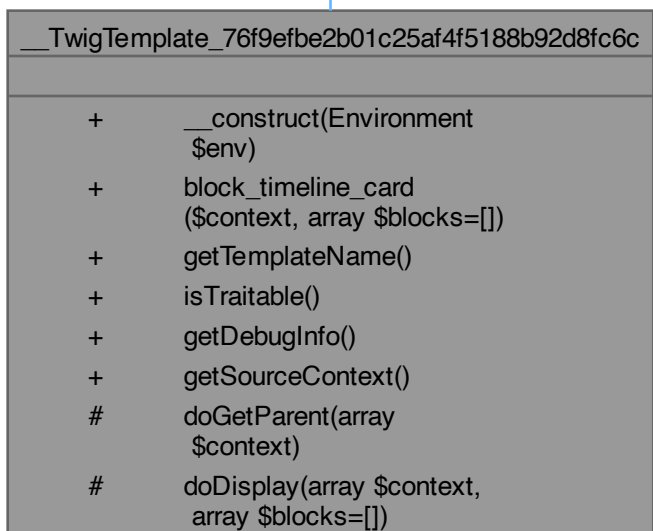 __TwigTemplate_76f9efbe2b01c25af4f5188b92d8fc6c
+ __construct(Environment
$env)
+ block_timeline_card
($context, array $blocks=[])
+ getTemplateName()
+ isTraitable()
+ getDebugInfo()
+ getSourceContext()
# doGetParent(array
$context)
# doDisplay(array $context,
array $blocks=[])